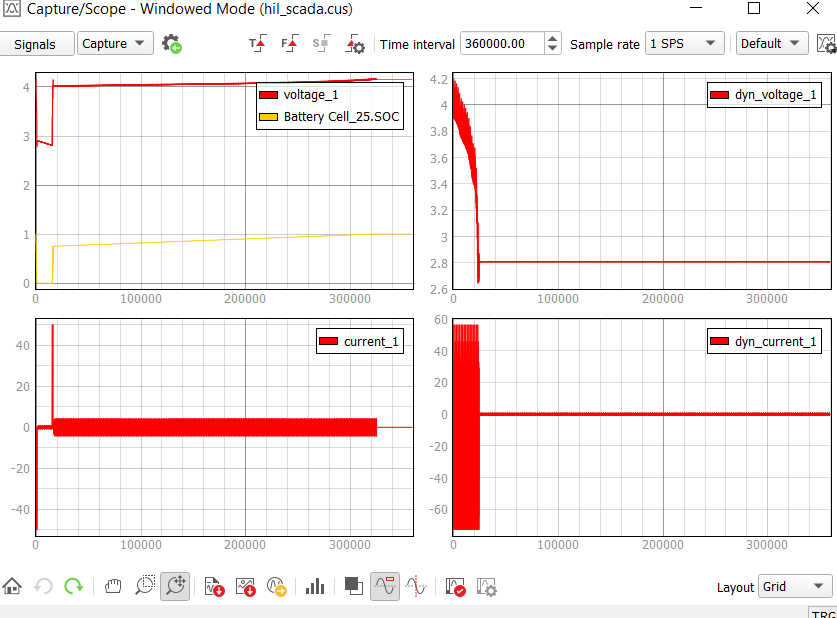 Capture/Scope - Windowed Mode (hil_scada.cus)
Signals Capture Time interval 360000.00 Sample rate 1 SPS Default
4
3
2
1
0
voltage_1
Battery Cell_25.SOC
0 100000 200000 300000
4.2
4
3.8
3.6
3.4
3.2
3
2.8
2.6
dyn_voltage_1
0 100000 200000 300000
40
20
0
-20
-40
current_1
0 100000 200000 300000
60
40
20
0
-20
-40
-60
dyn_current_1
0 100000 200000 300000
Layout Grid
TRG